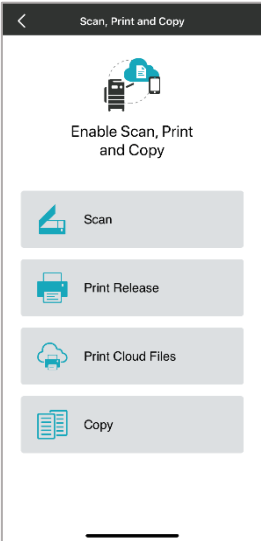 Scan, Print and Copy
Enable Scan, Print
and Copy
Scan
Print Release
Print Cloud Files
Copy